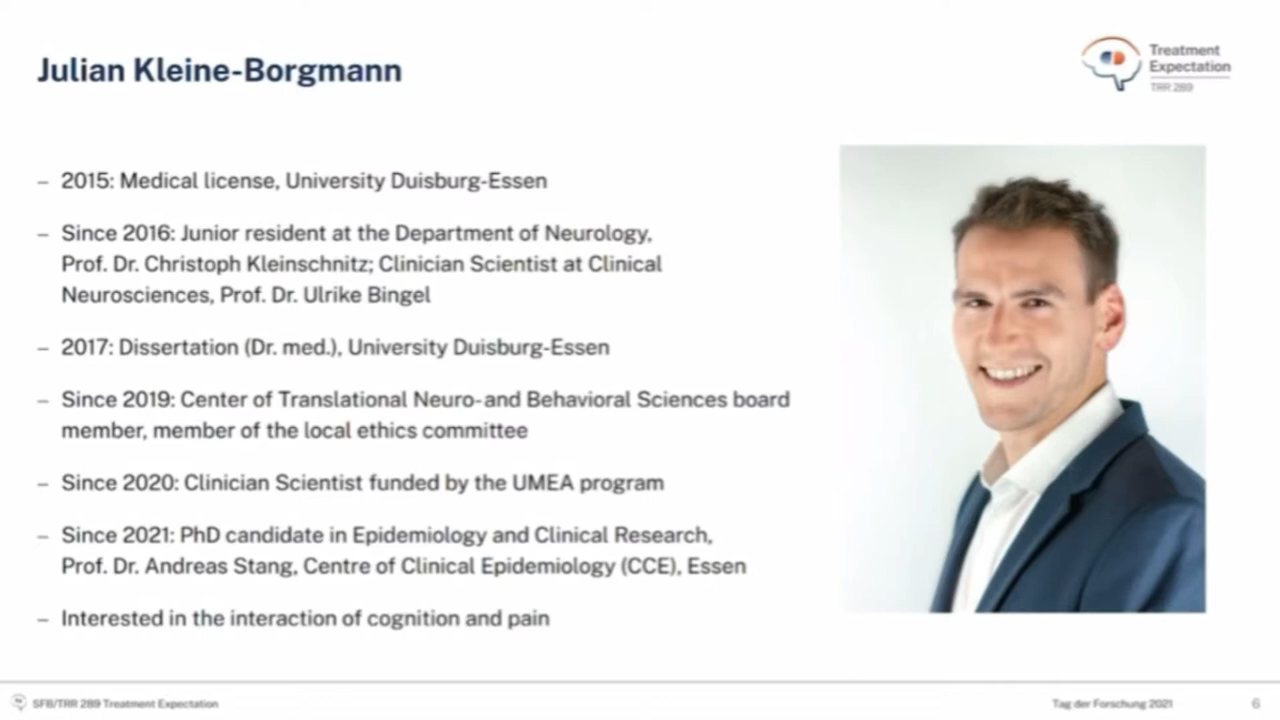 Julian Kleine-Borgmann
Treatment
Expectation
TRR 289
– 2015: Medical license, University Duisburg-Essen
– Since 2016: Junior resident at the Department of Neurology,
Prof. Dr. Christoph Kleinschnitz; Clinician Scientist at Clinical
Neurosciences, Prof. Dr. Ulrike Bingel
– 2017: Dissertation (Dr. med.), University Duisburg-Essen
– Since 2019: Center of Translational Neuro- and Behavioral Sciences board
member, member of the local ethics committee
– Since 2020: Clinician Scientist funded by the UMEA program
– Since 2021: PhD candidate in Epidemiology and Clinical Research,
Prof. Dr. Andreas Stang, Centre of Clinical Epidemiology (CCE), Essen
– Interested in the interaction of cognition and pain
SFB/TRR 289 Treatment Expectation
Tag der Forschung 2021
6